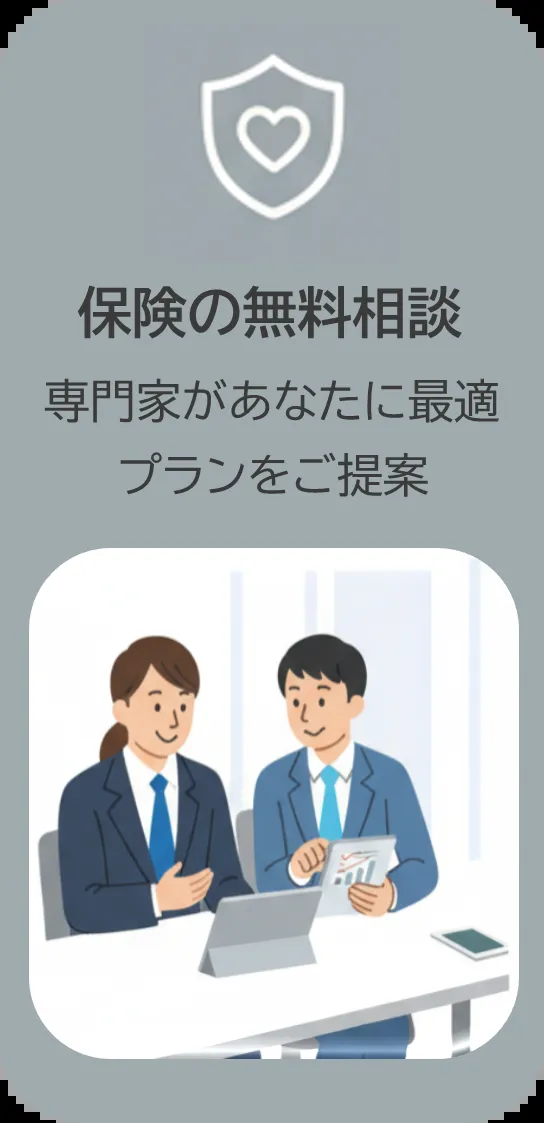 保険の無料相談
専門家があなたに最適
プランをご提案